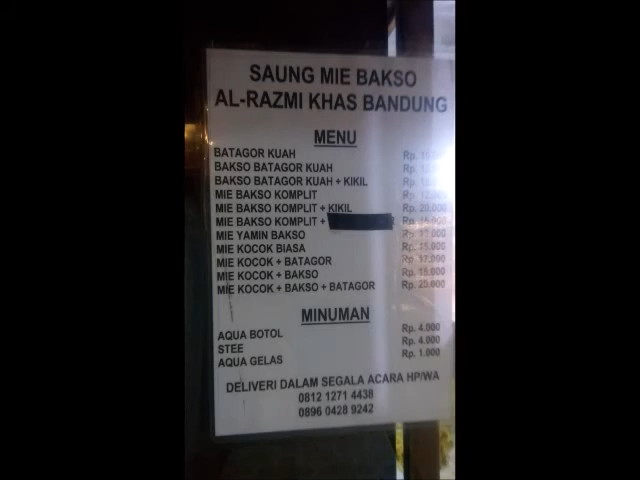 SAUNG MIE BAKSO
AL-RAZMI KHAS BANDUNG
MENU
BATAGOR KUAH Rp.
BAKSO BATAGOR KUAH Rp.
BAKSO BATAGOR KUAH + KIKIL Rp.
MIE BAKSO KOMPLIT Rp.
MIE BAKSO KOMPLIT + KIKIL Rp. 20.000
MIE BAKSO KOMPLIT + Rp.
MIE YAMIN BAKSO Rp.
MIE KOCOK BIASA Rp. 15.000
MIE KOCOK + BATAGOR Rp. 17.000
MIE KOCOK + BAKSO Rp.
MIE KOCOK + BAKSO + BATAGOR Rp. 20.000
MINUMAN
AQUA BOTOL Rp. 4.000
STEE Rp. 4.000
AQUA GELAS Rp. 1.000
DELIVERI DALAM SEGALA ACARA HP/WA
0812 1271 4438
0896 0428 9242